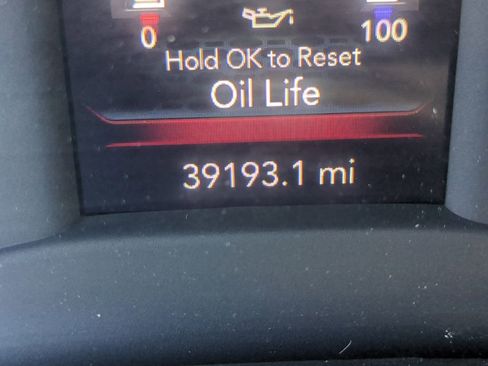 0 100
Hold OK to Reset
Oil Life
39193.1 mi